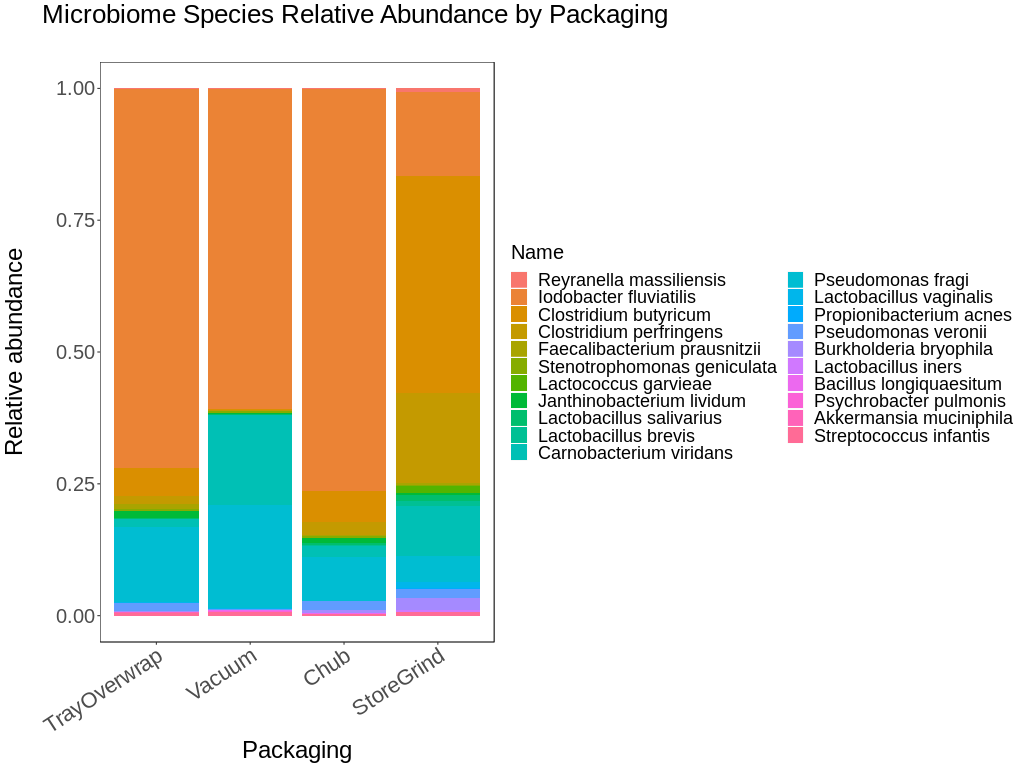 Microbiome Species Relative Abundance by Packaging
Relative abundance
1.00
0.75
0.50
0.25
0.00
TrayOverwrap
Vacuum
Chub
StoreGrind
Packaging
Name
Reyranella massiliensis
Iodobacter fluviatilis
Clostridium butyricum
Clostridium perfringens
Faecalibacterium prausnitzii
Stenotrophomonas geniculata
Lactococcus garvieae
Janthinobacterium lividum
Lactobacillus salivarius
Lactobacillus brevis
Carnobacterium viridans
Pseudomonas fragi
Lactobacillus vaginalis
Propionibacterium acnes
Pseudomonas veronii
Burkholderia bryophila
Lactobacillus iners
Bacillus longiquaesitum
Psychrobacter pulmonis
Akkermansia muciniphila
Streptococcus infantis